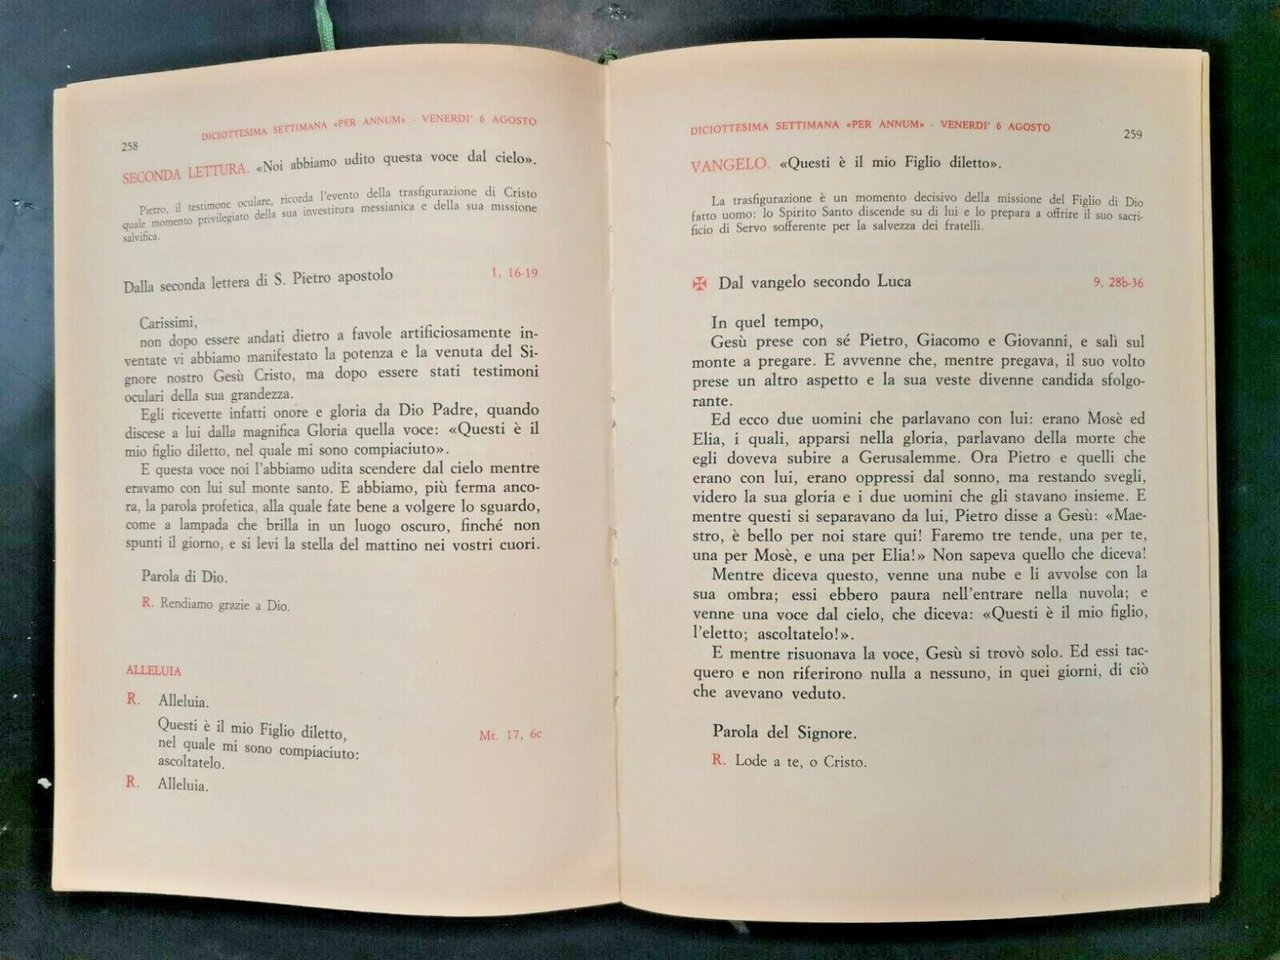 258
DICIOTTESIMA SETTIMANA «PER ANNUM» - VENERDI' 6 AGOSTO
SECONDA LETTURA. «Noi abbiamo udito questa voce dal cielo».
Pietro, il testimone oculare, ricorda l'evento della trasfigurazione di Cristo
quale momento privilegiato della sua investitura messianica e della sua missione
salvifica.
Dalla seconda lettera di S. Pietro apostolo 1, 16-19
Carissimi,
non dopo essere andati dietro a favole artificiosamente in-
ventate vi abbiamo manifestato la potenza e la venuta del Si-
gnore nostro Gesù Cristo, ma dopo essere stati testimoni
oculari della sua grandezza.
Egli ricevette infatti onore e gloria da Dio Padre, quando
discese a lui dalla magnifica Gloria quella voce: «Questi è il
mio figlio diletto, nel quale mi sono compiaciuto».
E questa voce noi l'abbiamo udita scendere dal cielo mentre
eravamo con lui sul monte santo. E abbiamo, più ferma anco-
ra, la parola profetica, alla quale fate bene a volgere lo sguardo,
come a lampada che brilla in un luogo oscuro, finché non
spunti il giorno, e si levi la stella del mattino nei vostri cuori.
Parola di Dio.
R. Rendiamo grazie a Dio.
ALLELUIA
R. Alleluia.
Questi è il mio Figlio diletto,
nel quale mi sono compiaciuto: Mt. 17, 6c
ascoltatelo.
R. Alleluia.
DICIOTTESIMA SETTIMANA «PER ANNUM» - VENERDI' 6 AGOSTO
259
VANGELO. «Questi è il mio Figlio diletto».
La trasfigurazione è un momento decisivo della missione del Figlio di Dio
fatto uomo: lo Spirito Santo discende su di lui e lo prepara a offrire il suo sacri-
ficio di Servo sofferente per la salvezza dei fratelli.
✠ Dal vangelo secondo Luca 9, 28b-36
In quel tempo,
Gesù prese con sé Pietro, Giacomo e Giovanni, e salì sul
monte a pregare. E avvenne che, mentre pregava, il suo volto
prese un altro aspetto e la sua veste divenne candida sfolgo-
rante.
Ed ecco due uomini che parlavano con lui: erano Mosè ed
Elia, i quali, apparsi nella gloria, parlavano della morte che
egli doveva subire a Gerusalemme. Ora Pietro e quelli che
erano con lui, erano oppressi dal sonno, ma restando svegli,
videro la sua gloria e i due uomini che gli stavano insieme. E
mentre questi si separavano da lui, Pietro disse a Gesù: «Mae-
stro, è bello per noi stare qui! Faremo tre tende, una per te,
una per Mosè, e una per Elia!» Non sapeva quello che diceva!
Mentre diceva questo, venne una nube e li avvolse con la
sua ombra; essi ebbero paura nell'entrare nella nuvola; e
venne una voce dal cielo, che diceva: «Questi è il mio figlio,
l'eletto; ascoltatelo!».
E mentre risuonava la voce, Gesù si trovò solo. Ed essi tac-
quero e non riferirono nulla a nessuno, in quei giorni, di ciò
che avevano veduto.
Parola del Signore.
R. Lode a te, o Cristo.